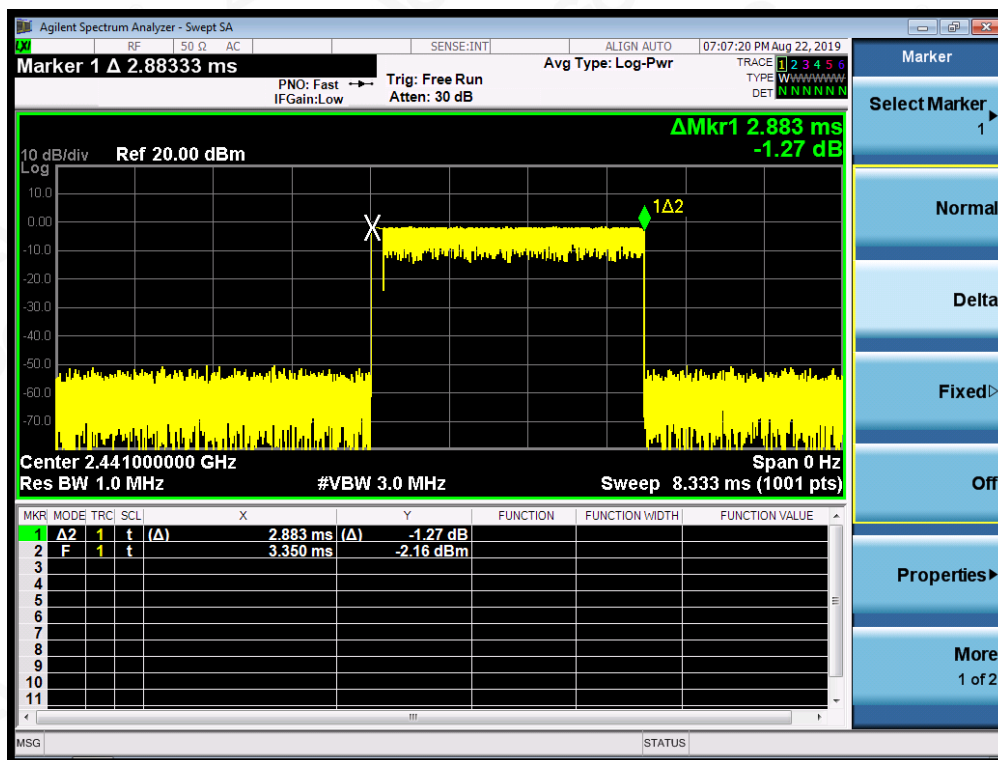 Agilent Spectrum Analyzer - Swept SA
LXI RF 50 Ω AC SENSE:INT ALIGN AUTO 07:07:20 PM Aug 22, 2019
Marker 1 Δ 2.88333 ms
PNO: Fast
IFGain:Low
Trig: Free Run
Atten: 30 dB
Avg Type: Log-Pwr
TRACE 1 2 3 4 5 6
TYPE WWWWWWW
DET N N N N N N
ΔMkr1 2.883 ms
-1.27 dB
10 dB/div Ref 20.00 dBm
Log
10.0
0.00
-10.0
-20.0
-30.0
-40.0
-50.0
-60.0
-70.0
1Δ2
Center 2.441000000 GHz Span 0 Hz
Res BW 1.0 MHz #VBW 3.0 MHz Sweep 8.333 ms (1001 pts)
MKR MODE TRC SCL X Y FUNCTION FUNCTION WIDTH FUNCTION VALUE
1 Δ2 1 t (Δ) 2.883 ms (Δ) -1.27 dB
2 F 1 t 3.350 ms -2.16 dBm
3
4
5
6
7
8
9
10
11
MSG STATUS
Marker
Select Marker
1
Normal
Delta
Fixed
Off
Properties
More
1 of 2